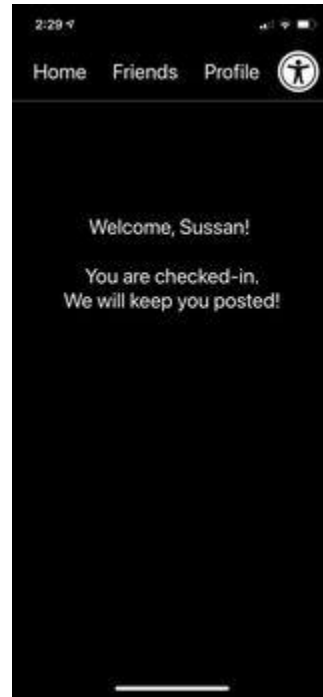 2:29
Home Friends Profile
Welcome, Sussan!
You are checked-in.
We will keep you posted!